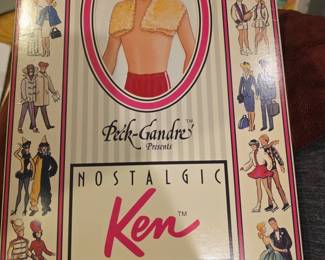 Peck-Gandré™
Presents
NOSTALGIC
Ken™